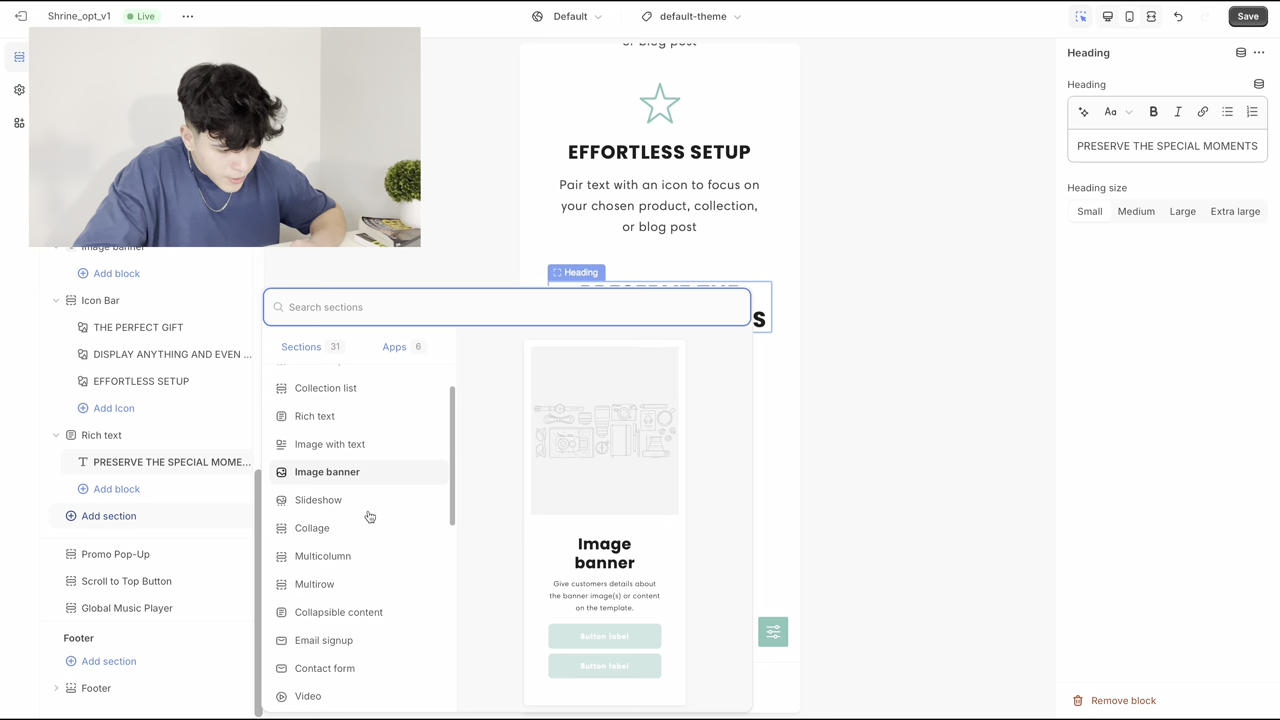 Shrine_opt_v1
Live
Default
default-theme
Save
or blog post
EFFORTLESS SETUP
Pair text with an icon to focus on
your chosen product, collection,
or blog post
Heading
S
Image banner
Add block
Icon Bar
THE PERFECT GIFT
DISPLAY ANYTHING AND EVEN ...
EFFORTLESS SETUP
Add Icon
Rich text
PRESERVE THE SPECIAL MOME...
Add block
Add section
Promo Pop-Up
Scroll to Top Button
Global Music Player
Footer
Add section
Footer
Search sections
Sections 31
Apps 6
Collection list
Rich text
Image with text
Image banner
Slideshow
Collage
Multicolumn
Multirow
Collapsible content
Email signup
Contact form
Video
Image
banner
Give customers details about
the banner image(s) or content
on the template.
Button label
Button label
Heading
Heading
Aa
B
I
PRESERVE THE SPECIAL MOMENTS
Heading size
Small Medium Large Extra large
Remove block